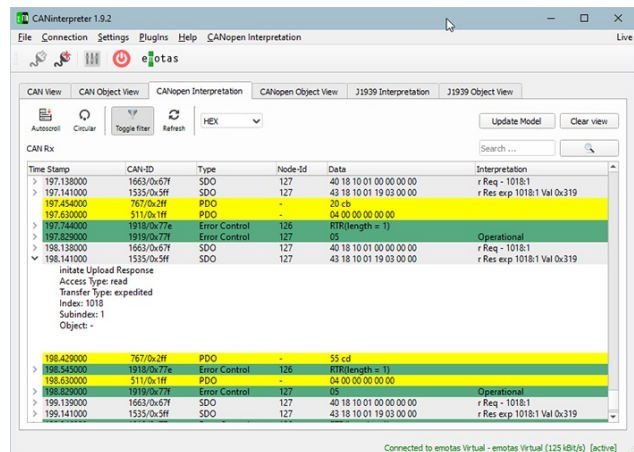 CANinterpreter 1.9.2
File Connection Settings PlugIns Help CANopen Interpretation Live
emotas
CAN View CAN Object View CANopen Interpretation CANopen Object View J1939 Interpretation J1939 Object View
Autoscroll Circular Toggle filter Refresh HEX Update Model Clear view
CAN Rx Search ...
Time Stamp CAN-ID Type Node-Id Data Interpretation
197.138000 1663/0x67f SDO 127 40 18 10 01 00 00 00 00 r Req - 1018:1
197.141000 1535/0x5ff SDO 127 43 18 10 01 19 03 00 00 r Res exp 1018:1 Val 0x319
197.454000 767/0x2ff PDO - 20 cb
197.630000 511/0x1ff PDO - 04 00 00 00 00 00
197.744000 1918/0x77e Error Control 126 RTR(length = 1)
197.829000 1919/0x77f Error Control 127 05 Operational
198.138000 1663/0x67f SDO 127 40 18 10 01 00 00 00 00 r Req - 1018:1
198.141000 1535/0x5ff SDO 127 43 18 10 01 19 03 00 00 r Res exp 1018:1 Val 0x319
initate Upload Response
Access Type: read
Transfer Type: expedited
Index: 1018
Subindex: 1
Object: -
198.429000 767/0x2ff PDO - 55 cd
198.545000 1918/0x77e Error Control 126 RTR(length = 1)
198.630000 511/0x1ff PDO - 04 00 00 00 00 00
198.829000 1919/0x77f Error Control 127 05 Operational
199.139000 1663/0x67f SDO 127 40 18 10 01 00 00 00 00 r Req - 1018:1
199.141000 1535/0x5ff SDO 127 43 18 10 01 19 03 00 00 r Res exp 1018:1 Val 0x319
Connected to emotas Virtual - emotas Virtual (125 kBit/s) [active]